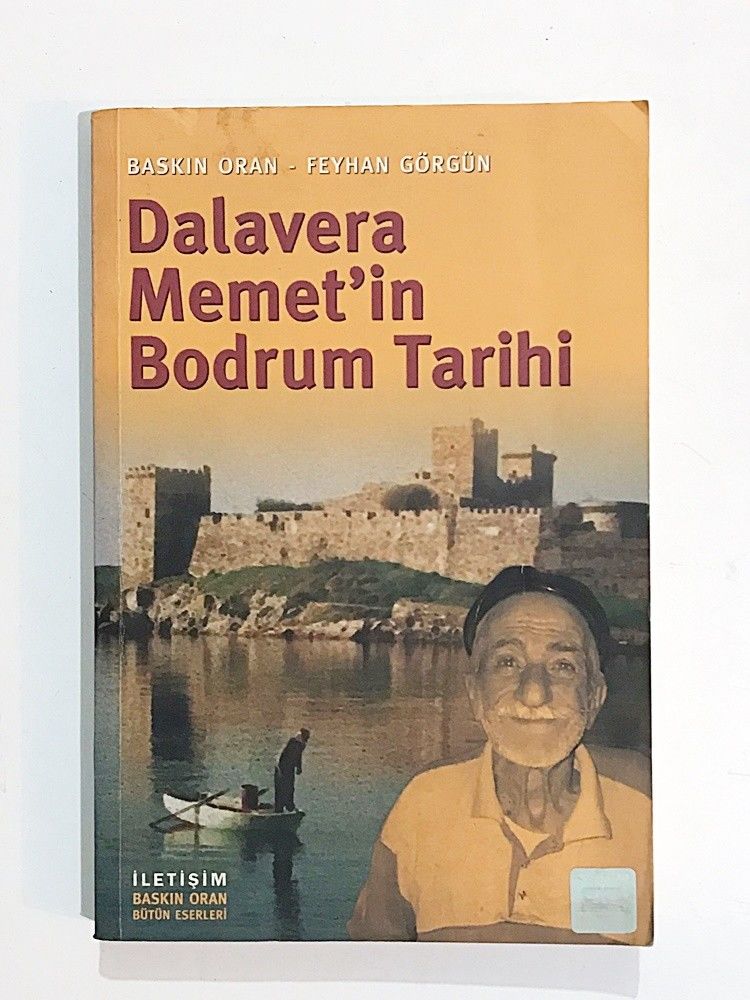 BASKIN ORAN - FEYHAN GÖRGÜN
Dalavera
Memet'in
Bodrum Tarihi
İLETİŞİM
BASKIN ORAN
BÜTÜN ESERLERİ